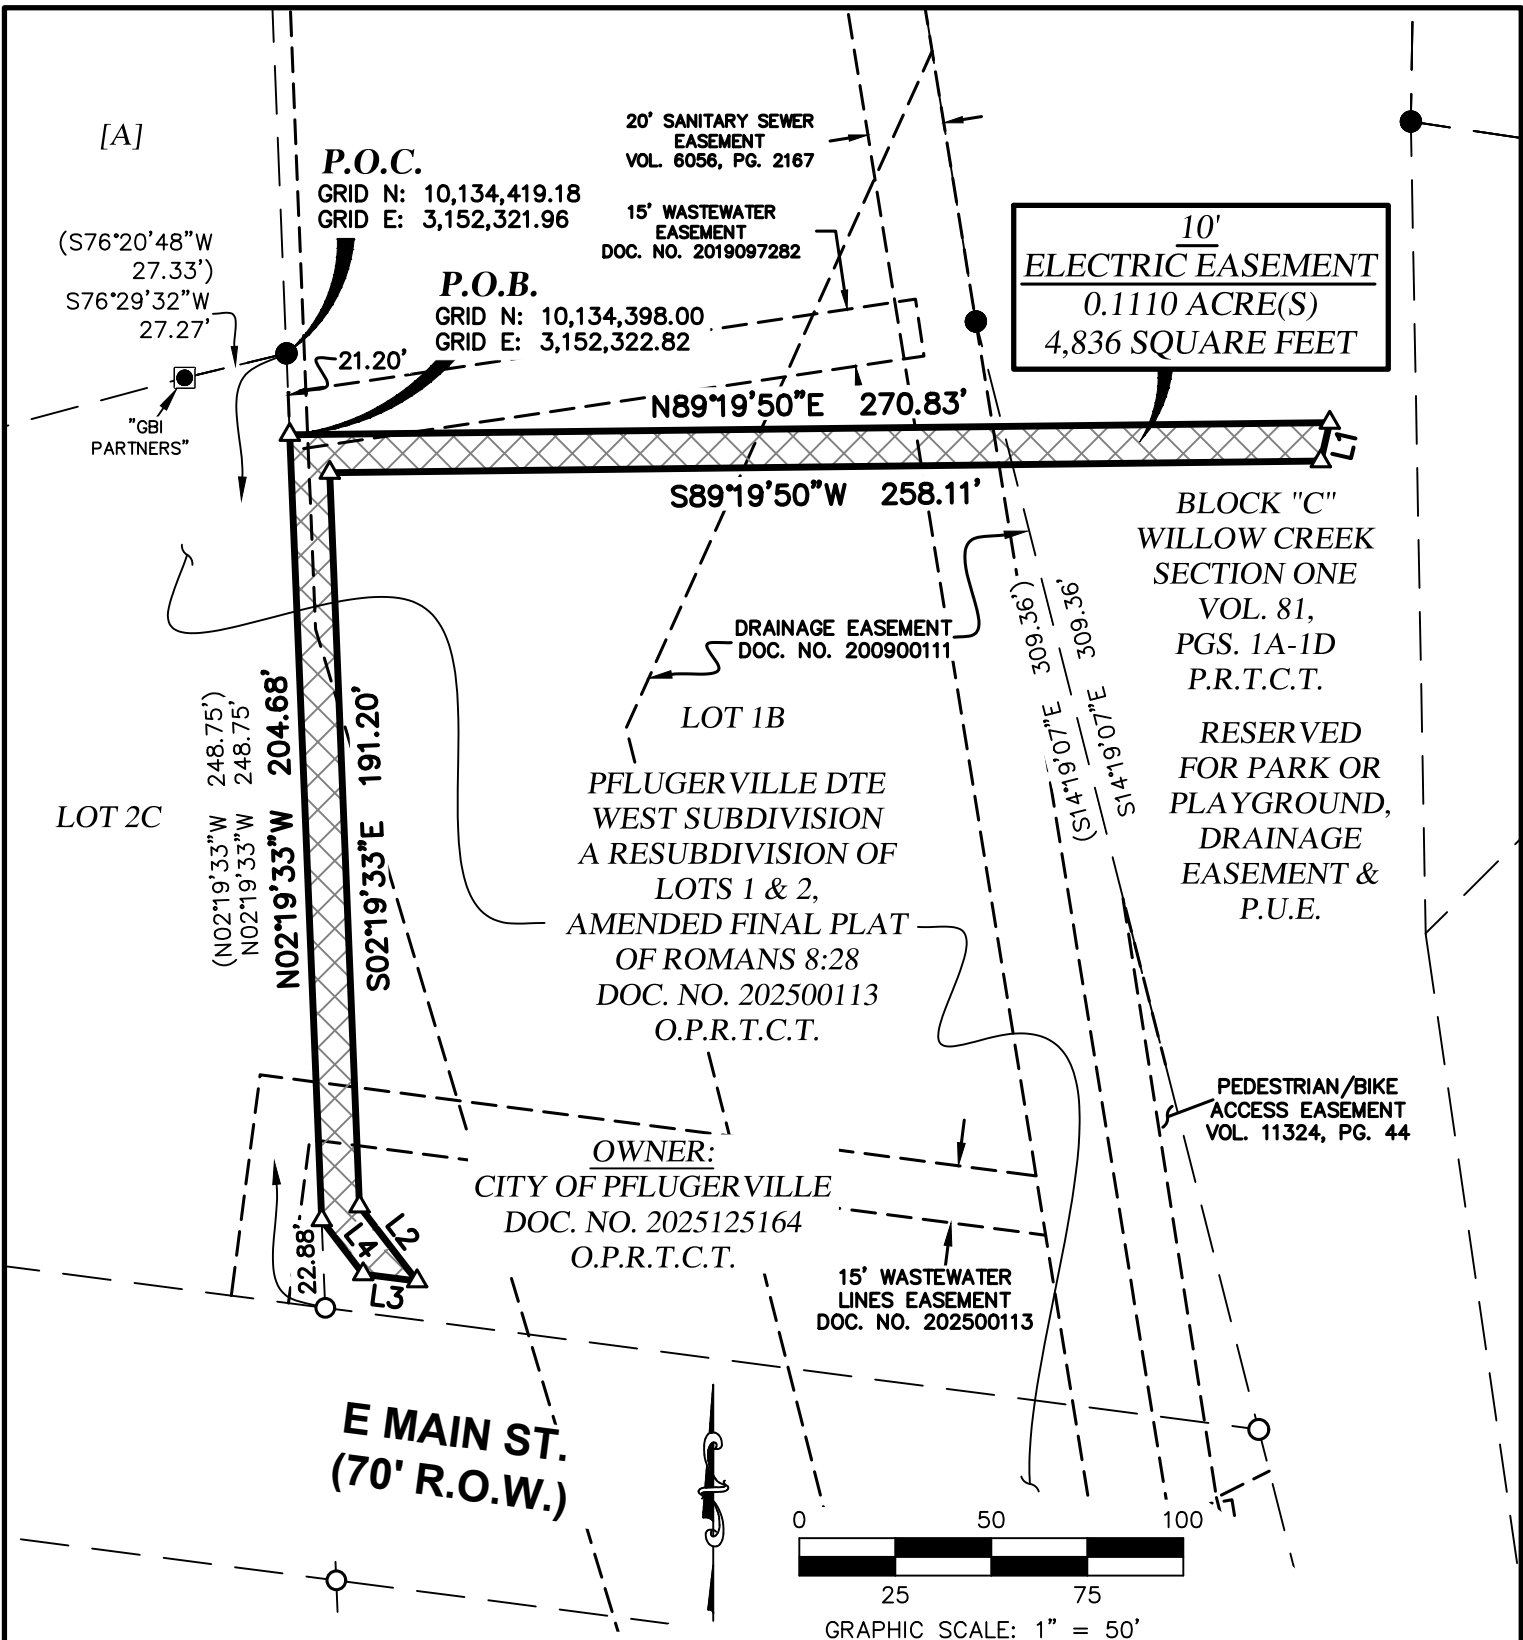 [A]
P.O.C.
GRID N: 10,134,419.18
GRID E: 3,152,321.96
(S76°20'48"W
27.33')
S76°29'32"W
27.27'
"GBI
PARTNERS"
21.20'
P.O.B.
GRID N: 10,134,398.00
GRID E: 3,152,322.82
20' SANITARY SEWER
EASEMENT
VOL. 6056, PG. 2167
15' WASTEWATER
EASEMENT
DOC. NO. 2019097282
10'
ELECTRIC EASEMENT
0.1110 ACRE(S)
4,836 SQUARE FEET
N89°19'50"E 270.83'
L1
S89°19'50"W 258.11'
BLOCK "C"
WILLOW CREEK
SECTION ONE
VOL. 81,
PGS. 1A-1D
P.R.T.C.T.
RESERVED
FOR PARK OR
PLAYGROUND,
DRAINAGE
EASEMENT &
P.U.E.
DRAINAGE EASEMENT
DOC. NO. 200900111
(S14°19'07"E 309.36')
S14°19'07"E 309.36'
LOT 1B
PFLUGERVILLE DTE
WEST SUBDIVISION
A RESUBDIVISION OF
LOTS 1 & 2,
AMENDED FINAL PLAT
OF ROMANS 8:28
DOC. NO. 202500113
O.P.R.T.C.T.
LOT 2C
(N02°19'33"W 248.75')
N02°19'33"W 248.75'
N02°19'33"W 204.68'
S02°19'33"E 191.20'
PEDESTRIAN/BIKE
ACCESS EASEMENT
VOL. 11324, PG. 44
OWNER:
CITY OF PFLUGERVILLE
DOC. NO. 2025125164
O.P.R.T.C.T.
22.88'
L4
L2
L3
15' WASTEWATER
LINES EASEMENT
DOC. NO. 202500113
E MAIN ST.
(70' R.O.W.)
0 50 100
25 75
GRAPHIC SCALE: 1" = 50'